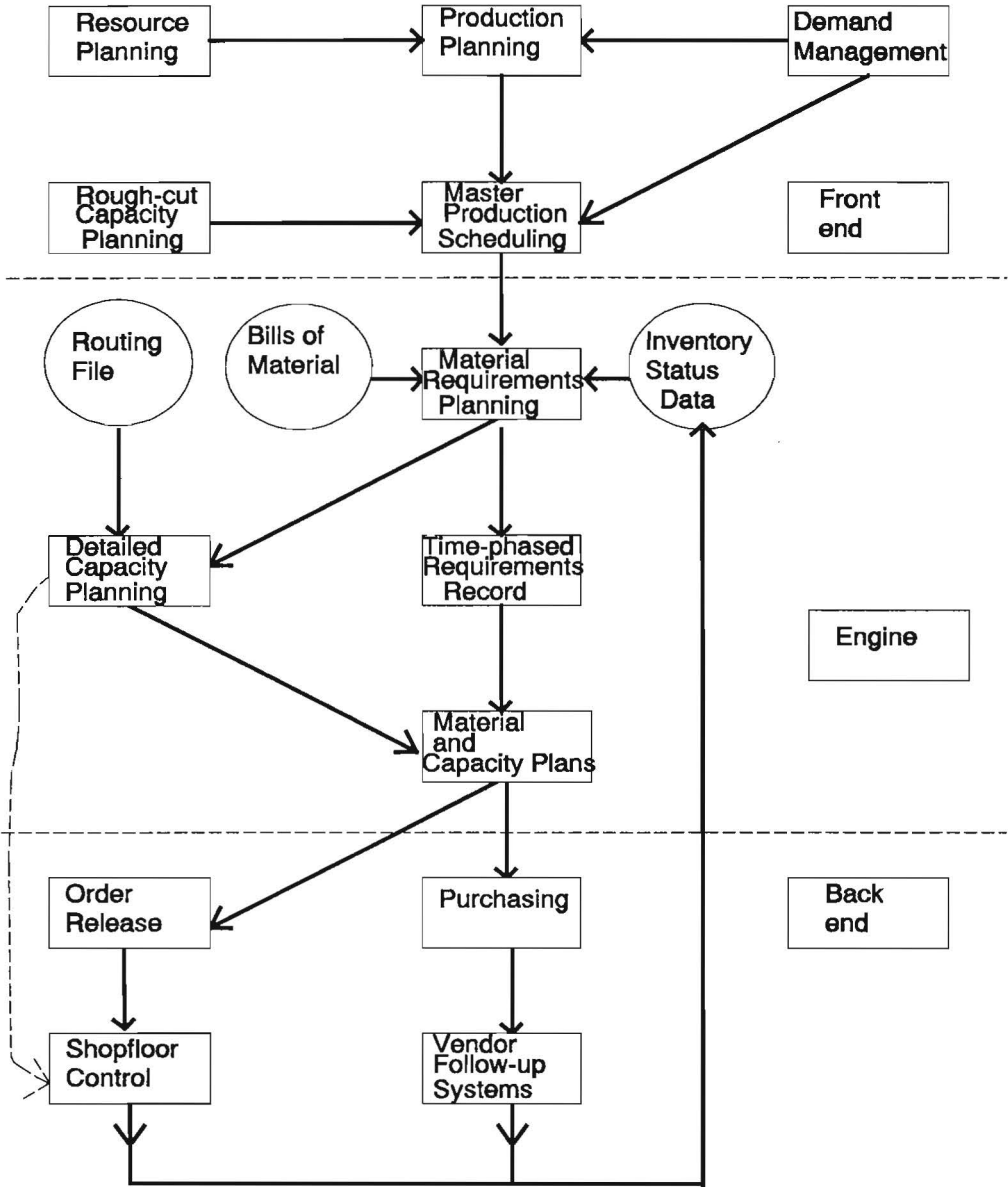 Resource
Planning
Production
Planning
Demand
Management
Rough-cut
Capacity
Planning
Master
Production
Scheduling
Front
end
Routing
File
Bills of
Material
Material
Requirements
Planning
Inventory
Status
Data
Detailed
Capacity
Planning
Time-phased
Requirements
Record
Engine
Material
and
Capacity Plans
Order
Release
Purchasing
Back
end
Shopfloor
Control
Vendor
Follow-up
Systems